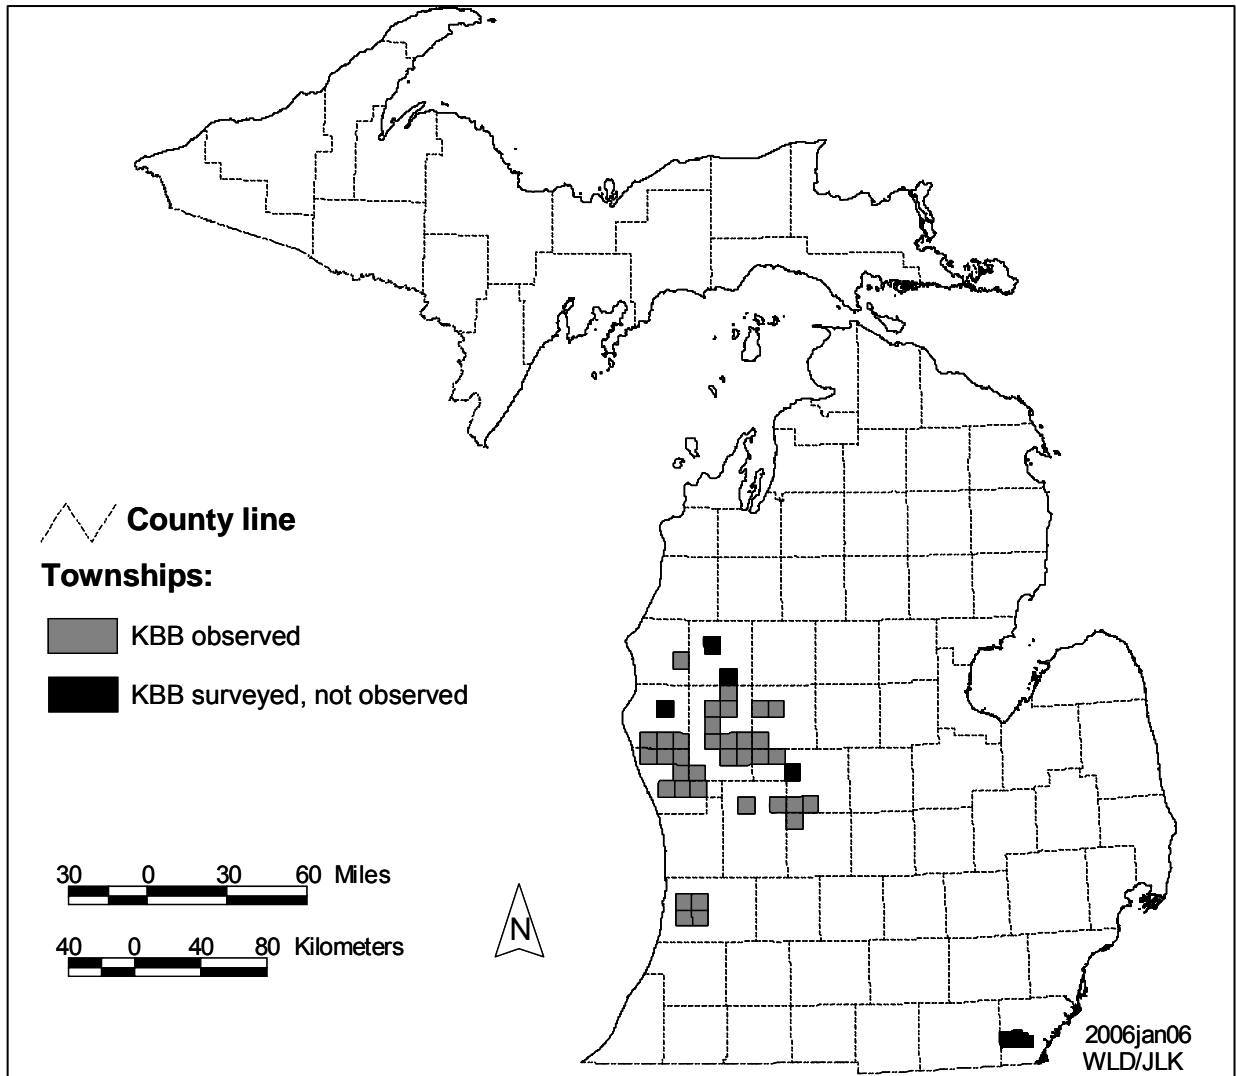 County line
Townships:
KBB observed
KBB surveyed, not observed
30 0 30 60 Miles
40 0 40 80 Kilometers
N
2006jan06
WLD/JLK